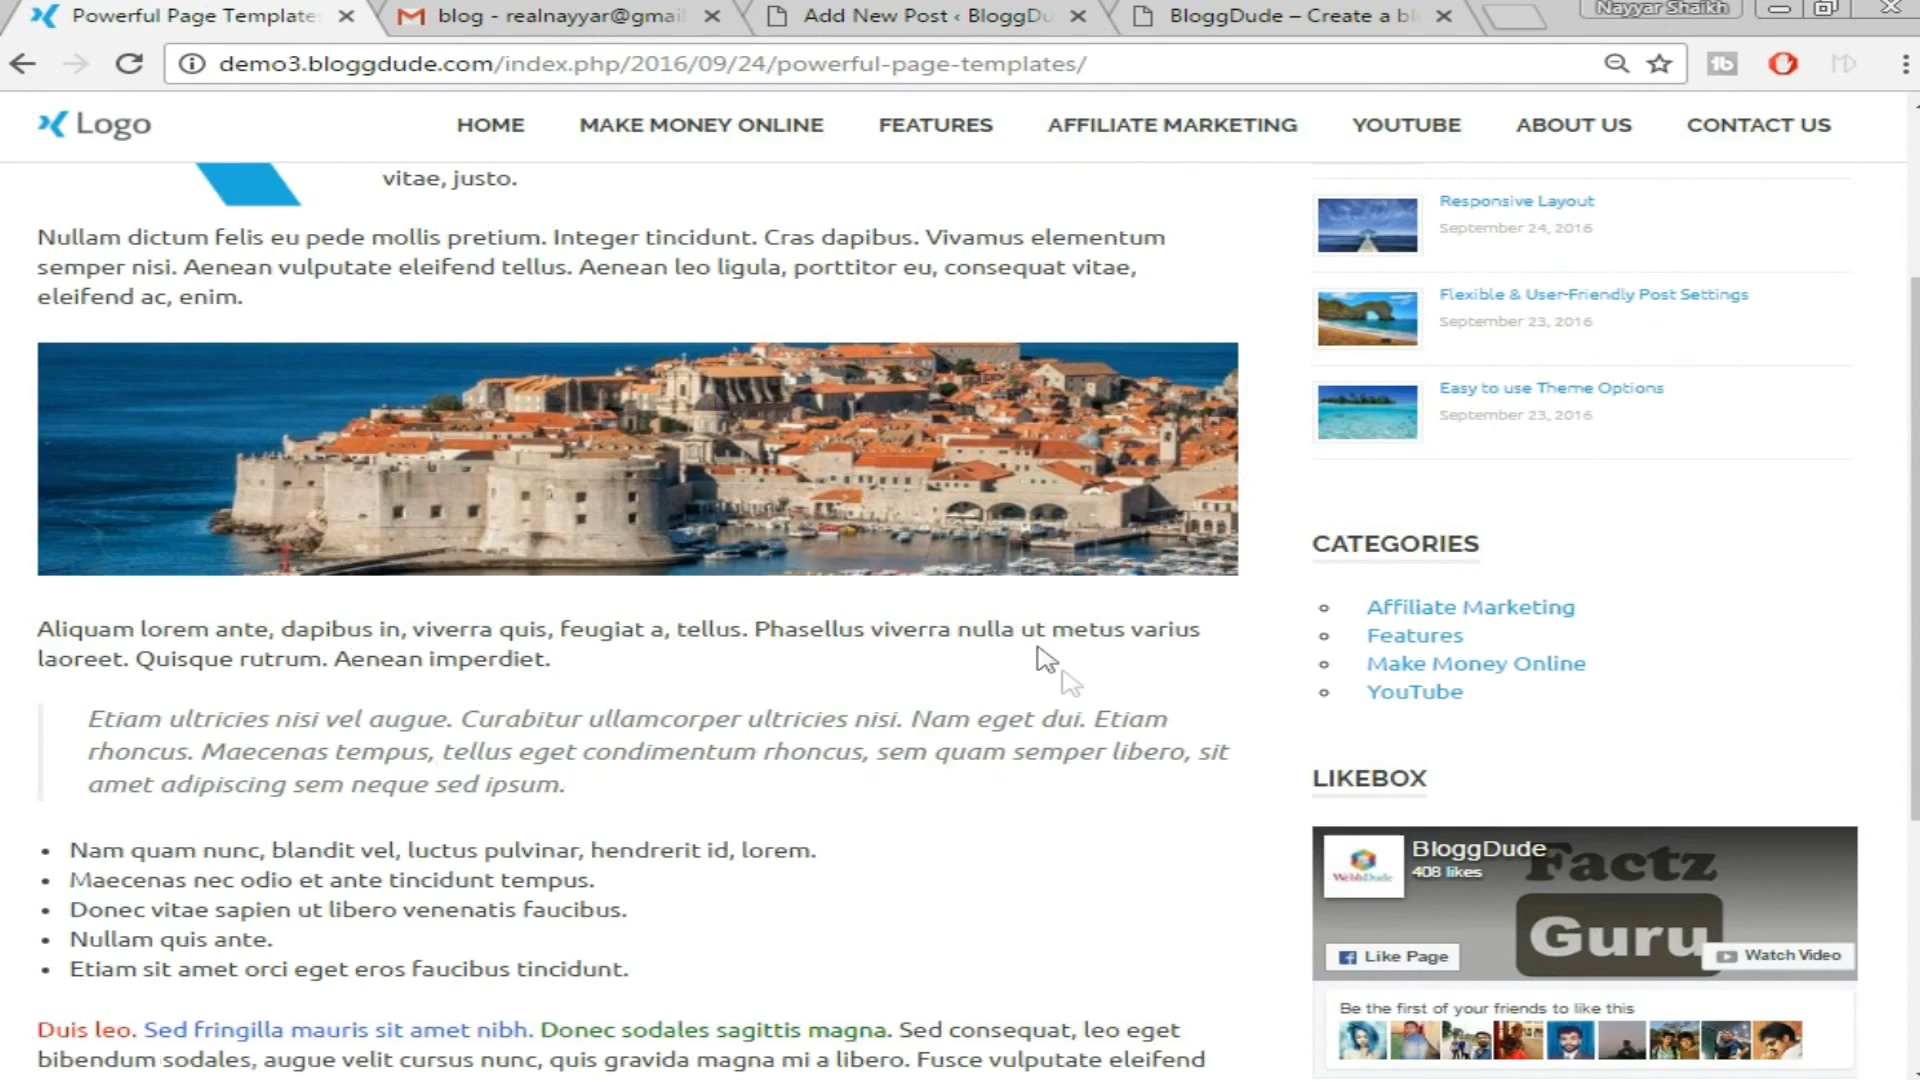 Powerful Page Templates
blog - realnayyar@gmai
Add New Post ‹ BloggDu
BloggDude – Create a bl
Nayyar Shaikh
demo3.bloggdude.com/index.php/2016/09/24/powerful-page-templates/
Logo
HOME MAKE MONEY ONLINE FEATURES AFFILIATE MARKETING YOUTUBE ABOUT US CONTACT US
vitae, justo.
Nullam dictum felis eu pede mollis pretium. Integer tincidunt. Cras dapibus. Vivamus elementum
semper nisi. Aenean vulputate eleifend tellus. Aenean leo ligula, porttitor eu, consequat vitae,
eleifend ac, enim.
Aliquam lorem ante, dapibus in, viverra quis, feugiat a, tellus. Phasellus viverra nulla ut metus varius
laoreet. Quisque rutrum. Aenean imperdiet.
Etiam ultricies nisi vel augue. Curabitur ullamcorper ultricies nisi. Nam eget dui. Etiam
rhoncus. Maecenas tempus, tellus eget condimentum rhoncus, sem quam semper libero, sit
amet adipiscing sem neque sed ipsum.
• Nam quam nunc, blandit vel, luctus pulvinar, hendrerit id, lorem.
• Maecenas nec odio et ante tincidunt tempus.
• Donec vitae sapien ut libero venenatis faucibus.
• Nullam quis ante.
• Etiam sit amet orci eget eros faucibus tincidunt.
Duis leo. Sed fringilla mauris sit amet nibh. Donec sodales sagittis magna. Sed consequat, leo eget
bibendum sodales, augue velit cursus nunc, quis gravida magna mi a libero. Fusce vulputate eleifend
Responsive Layout
September 24, 2016
Flexible & User-Friendly Post Settings
September 23, 2016
Easy to use Theme Options
September 23, 2016
CATEGORIES
Affiliate Marketing
Features
Make Money Online
YouTube
LIKEBOX
BloggDude
408 likes
WebbDude
Factz
Guru
Like Page
Watch Video
Be the first of your friends to like this